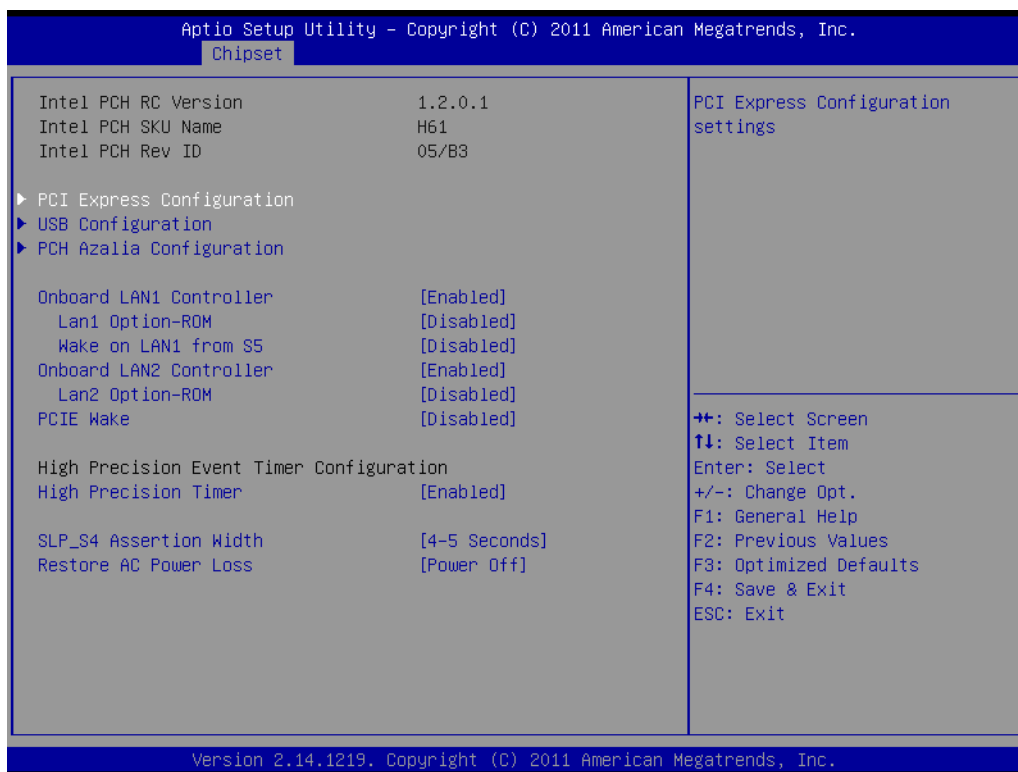 Aptio Setup Utility – Copyright (C) 2011 American Megatrends, Inc.
Chipset
Intel PCH RC Version 1.2.0.1
Intel PCH SKU Name H61
Intel PCH Rev ID 05/B3
▶ PCI Express Configuration
▶ USB Configuration
▶ PCH Azalia Configuration
Onboard LAN1 Controller [Enabled]
Lan1 Option-ROM [Disabled]
Wake on LAN1 from S5 [Disabled]
Onboard LAN2 Controller [Enabled]
Lan2 Option-ROM [Disabled]
PCIE Wake [Disabled]
High Precision Event Timer Configuration
High Precision Timer [Enabled]
SLP_S4 Assertion Width [4-5 Seconds]
Restore AC Power Loss [Power Off]
PCI Express Configuration
settings
→←: Select Screen
↑↓: Select Item
Enter: Select
+/-: Change Opt.
F1: General Help
F2: Previous Values
F3: Optimized Defaults
F4: Save & Exit
ESC: Exit
Version 2.14.1219. Copyright (C) 2011 American Megatrends, Inc.